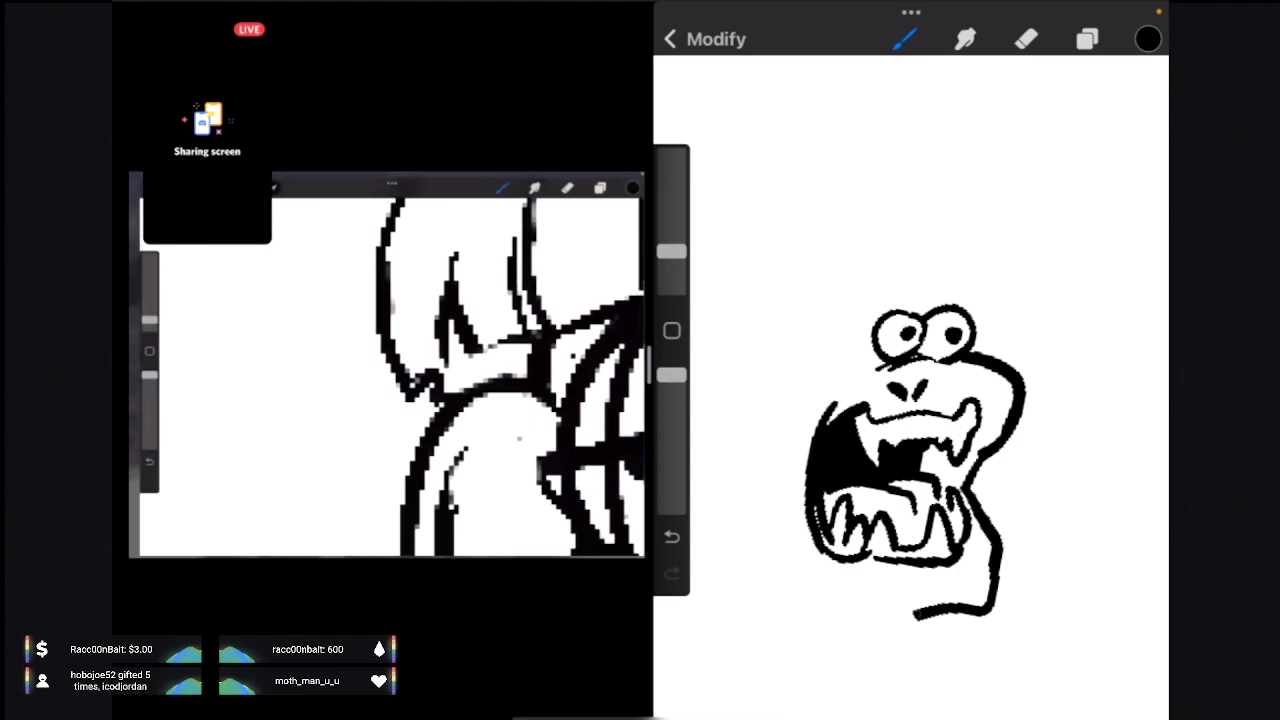 LIVE
Modify
Sharing screen
Racc00nBait: $3.00
racc00nbait: 600
hobojoe52 gifted 5
times, icodjordan
moth_man_u_u